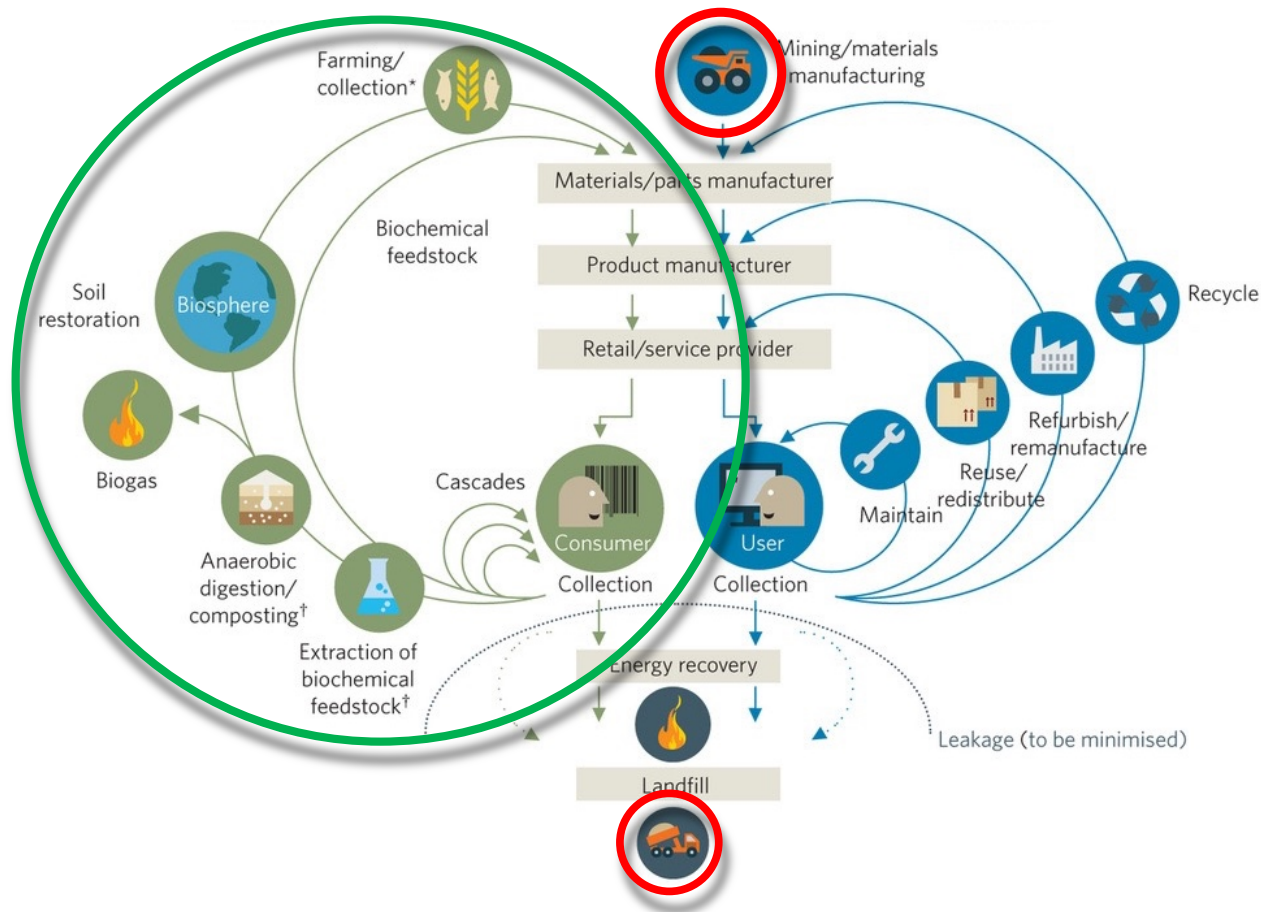 Farming/
collection*
Mining/materials
manufacturing
Materials/parts manufacturer
Biochemical
feedstock
Product manufacturer
Soil
restoration
Biosphere
Recycle
Retail/service provider
Refurbish/
remanufacture
Biogas
Reuse/
redistribute
Cascades
Maintain
Consumer
User
Anaerobic
digestion/
composting†
Collection
Collection
Extraction of
biochemical
feedstock†
Energy recovery
Leakage (to be minimised)
Landfill